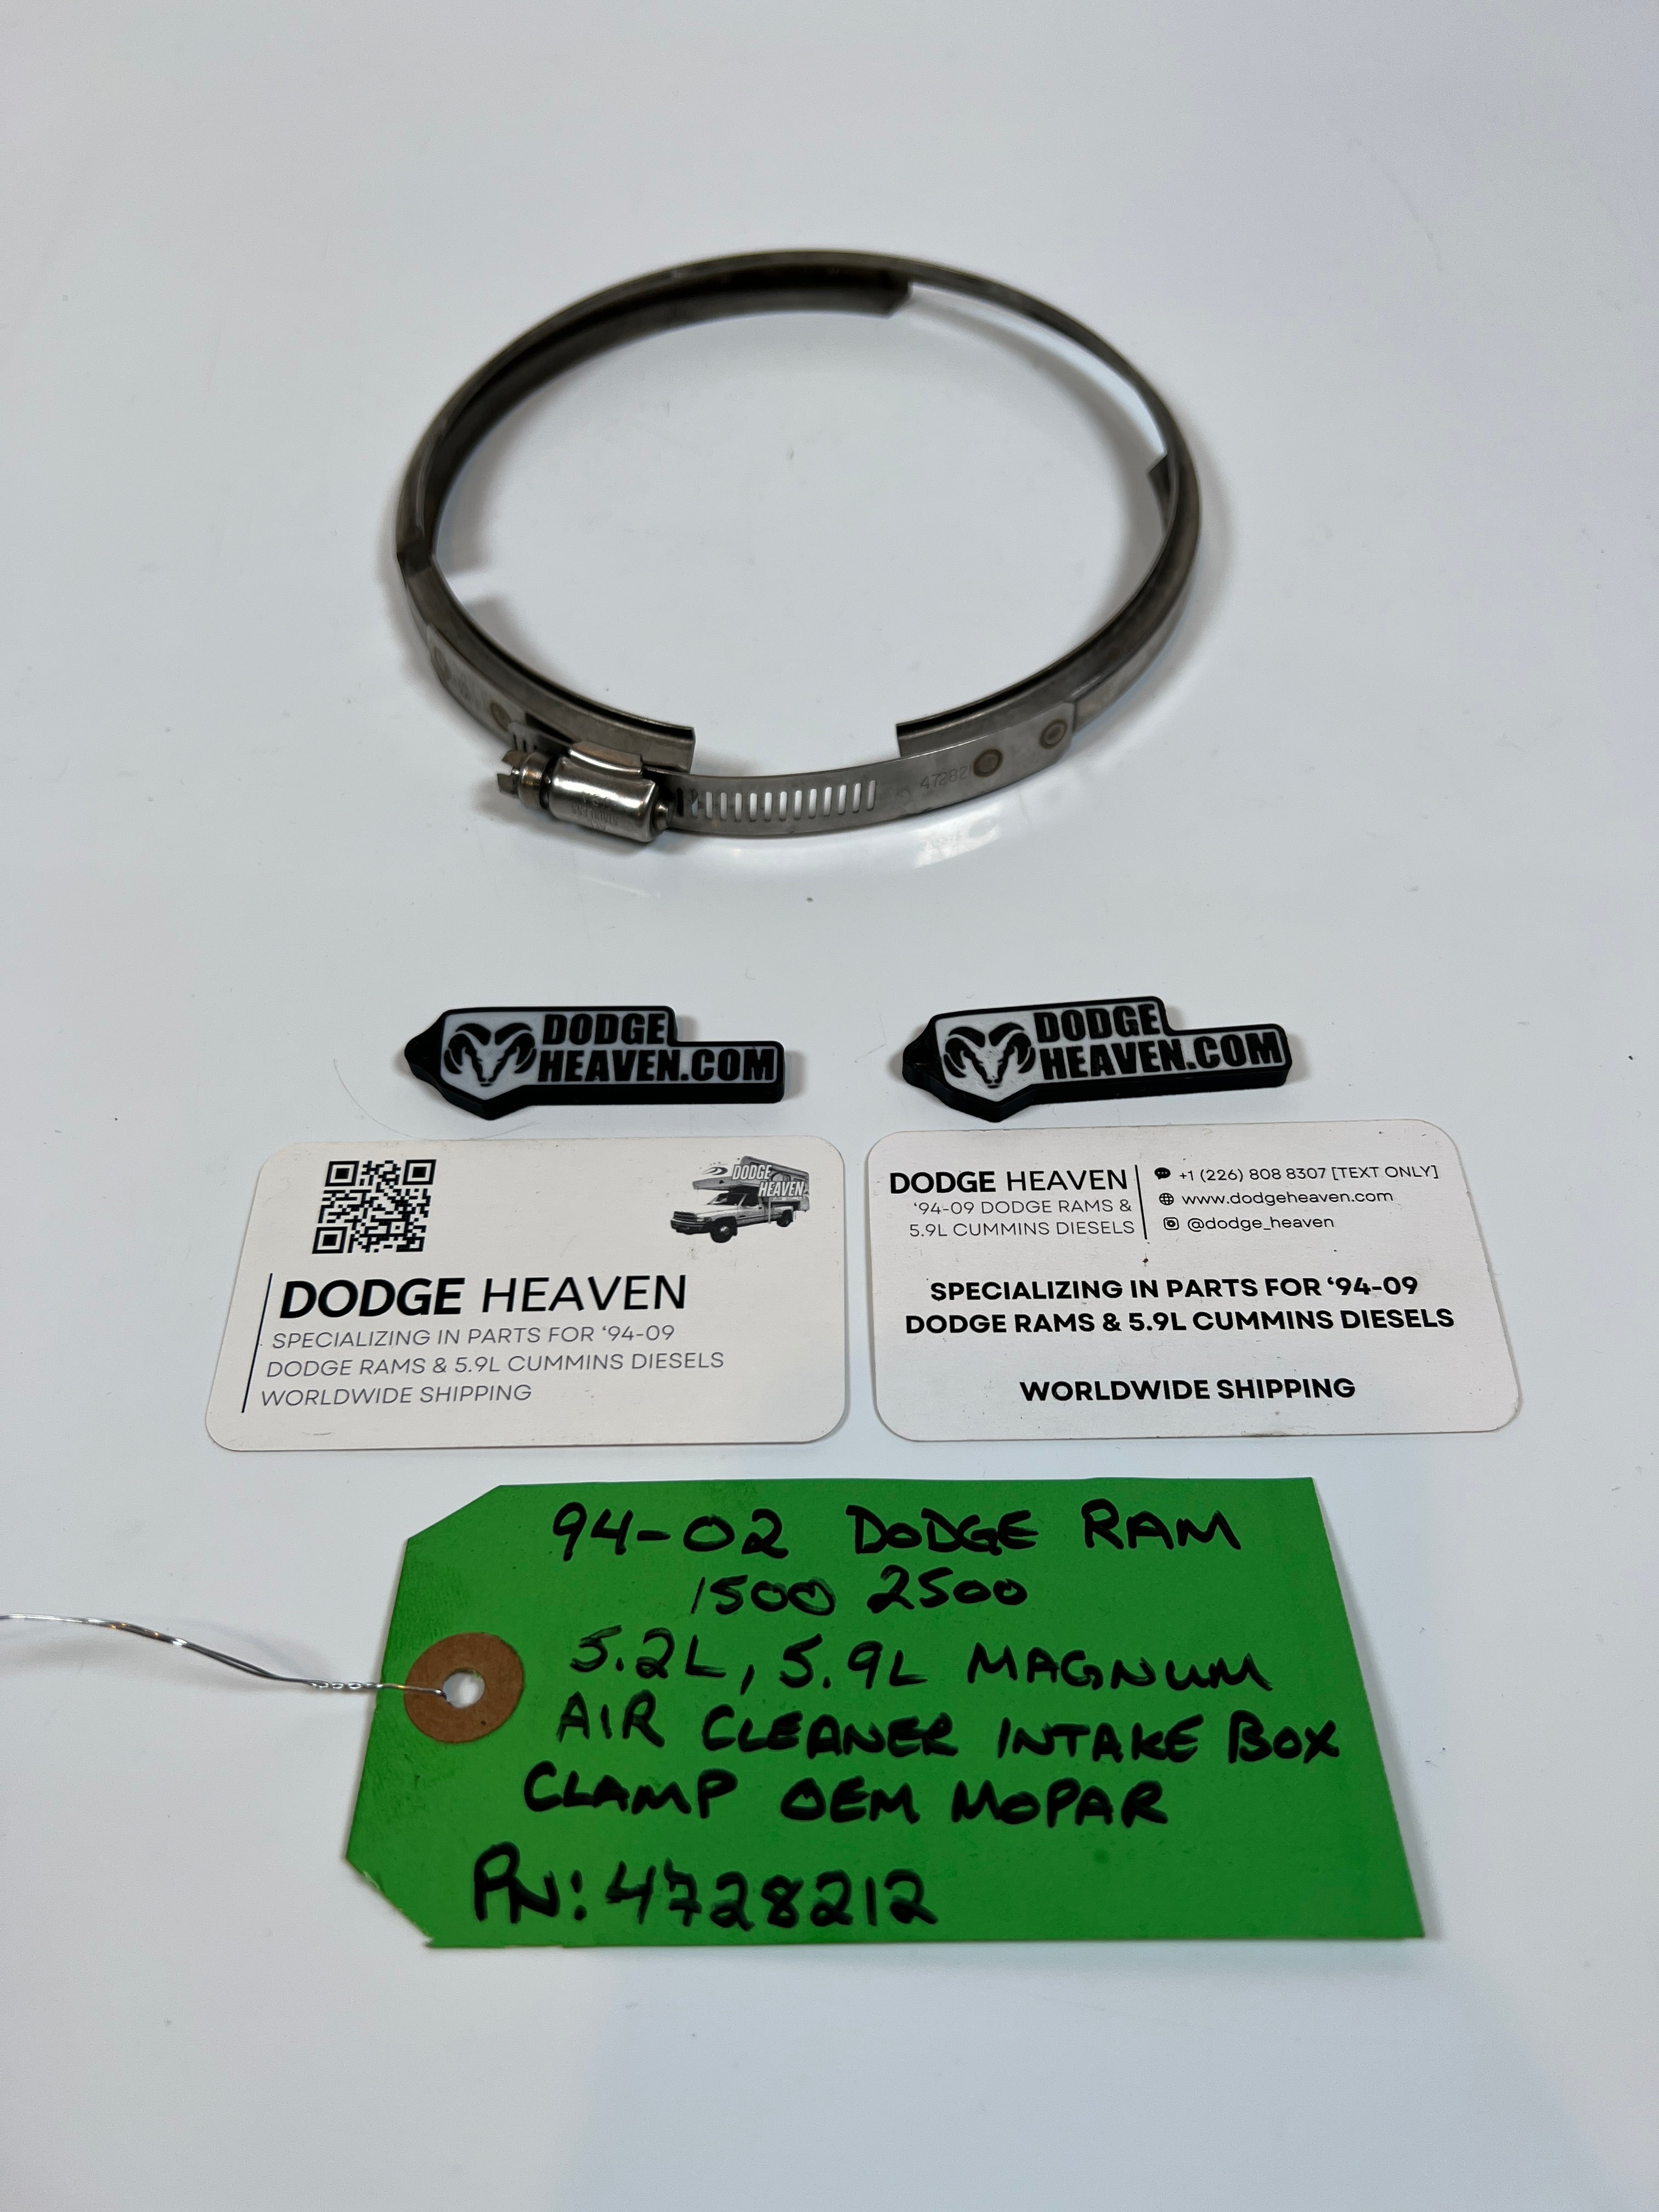 47282
DODGE
HEAVEN.COM
DODGE
HEAVEN.COM
DODGE
HEAVEN
DODGE HEAVEN
SPECIALIZING IN PARTS FOR ‘94-09
DODGE RAMS & 5.9L CUMMINS DIESELS
WORLDWIDE SHIPPING
DODGE HEAVEN
‘94-09 DODGE RAMS &
5.9L CUMMINS DIESELS
+1 (226) 808 8307 [TEXT ONLY]
www.dodgeheaven.com
@dodge_heaven
SPECIALIZING IN PARTS FOR ‘94-09
DODGE RAMS & 5.9L CUMMINS DIESELS
WORLDWIDE SHIPPING
94-02 DODGE RAM
1500 2500
5.2L, 5.9L MAGNUM
AIR CLEANER INTAKE BOX
CLAMP OEM MOPAR
PN: 4728212